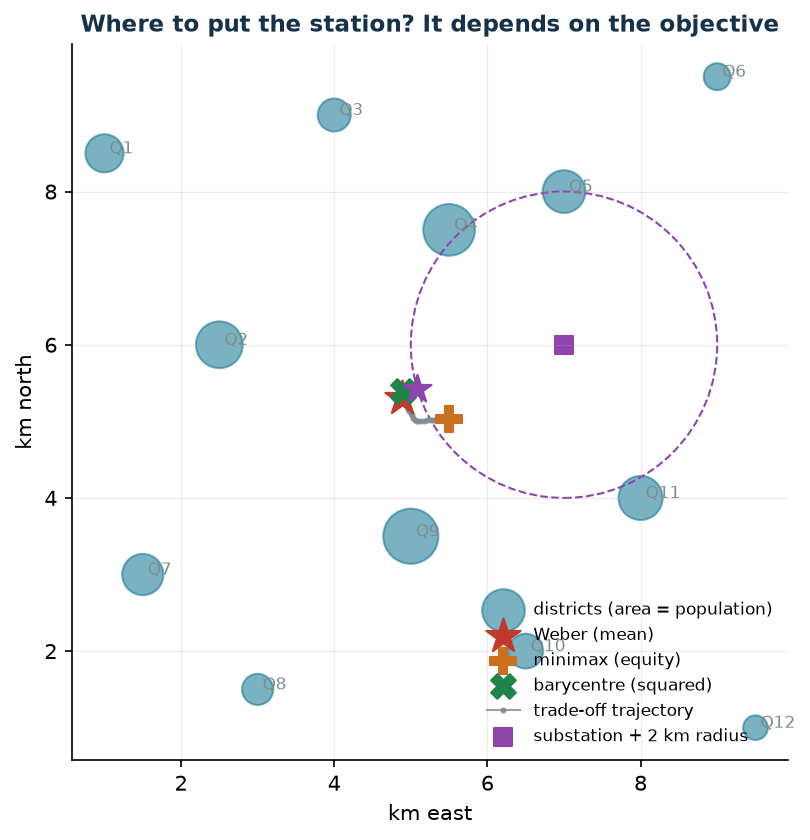 Where to put the station? It depends on the objective
Q6
Q3
Q1
Q5
Q4
Q2
Q11
Q9
Q7
Q10
Q8
Q12
districts (area = population)
Weber (mean)
minimax (equity)
barycentre (squared)
trade-off trajectory
substation + 2 km radius
8
6
4
2
km north
2 4 6 8
km east